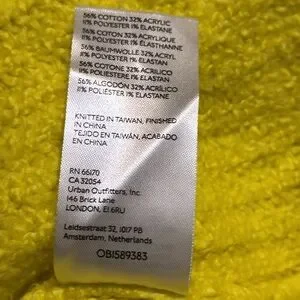 56% COTTON 32% ACRYLIC
11% POLYESTER 1% ELASTANE
56% COTON 32% ACRYLIQUE
11% POLYESTER 1% ÉLASTHANNE
56% BAUMWOLLE 32% ACRYL
11% POLYESTER 1% ELASTAN
56% COTONE 32% ACRILICO
11% POLIESTERE 1% ELASTAN
56% ALGODÓN 32% ACRÍLICO
11% POLIÉSTER 1% ELASTANO
KNITTED IN TAIWAN, FINISHED
IN CHINA
TEJIDO EN TAIWÁN, ACABADO
EN CHINA
RN 66170
CA 32054
Urban Outfitters, Inc
146 Brick Lane
LONDON, E1 6RU
Leidsestraat 32, 1017 PB
Amsterdam, Netherlands
OB1589383